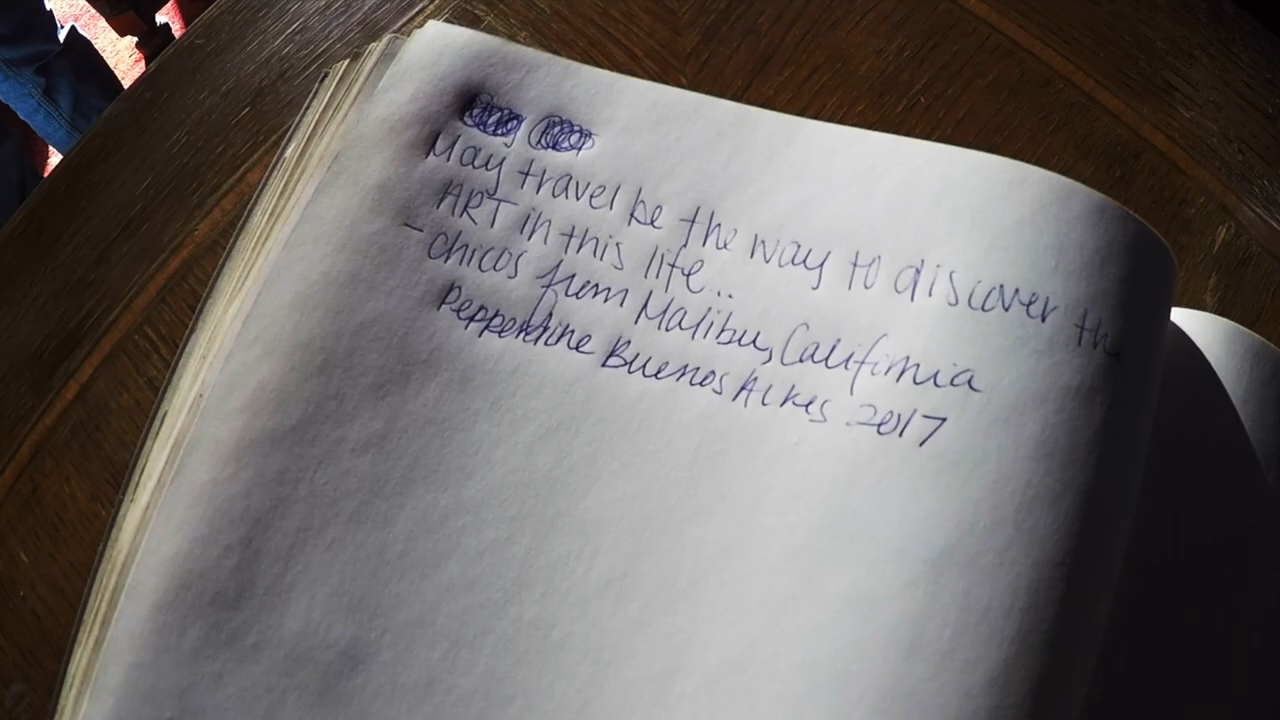 May travel be the way to discover the
ART in this life...
- chicos from Malibu, California
Pepperdine Buenos Aires 2017